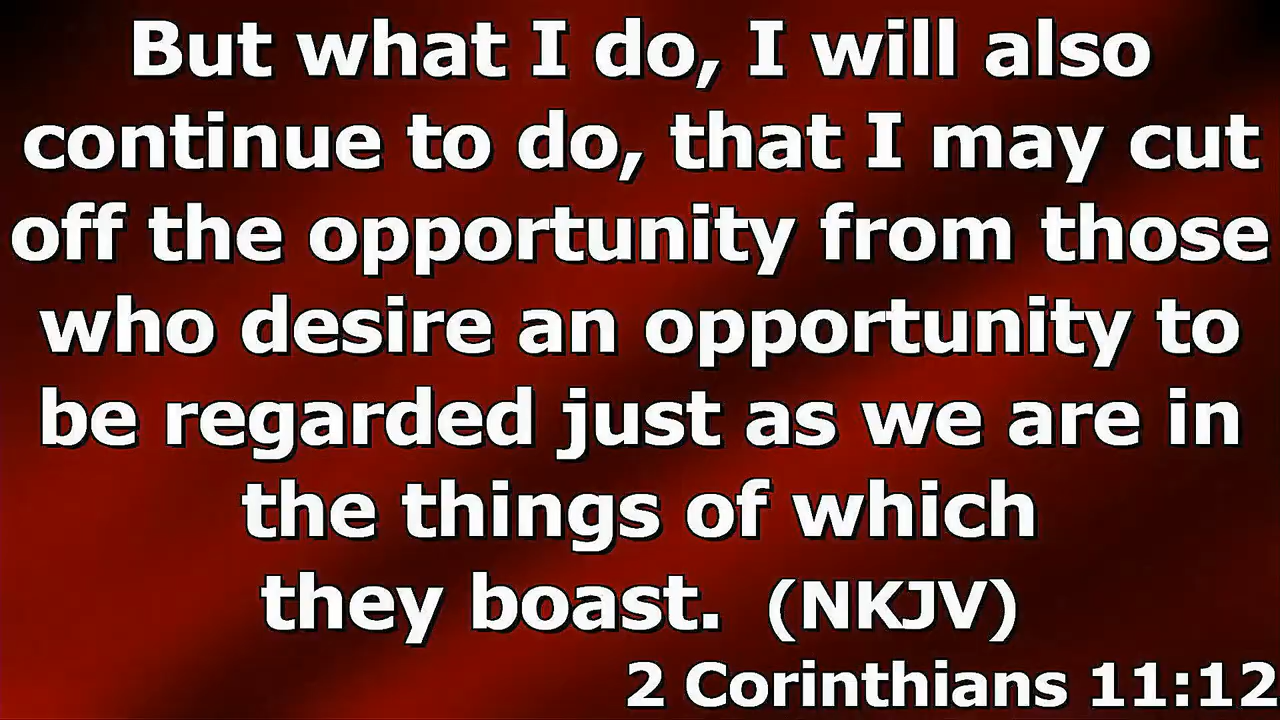 But what I do, I will also
continue to do, that I may cut
off the opportunity from those
who desire an opportunity to
be regarded just as we are in
the things of which
they boast. (NKJV)
2 Corinthians 11:12